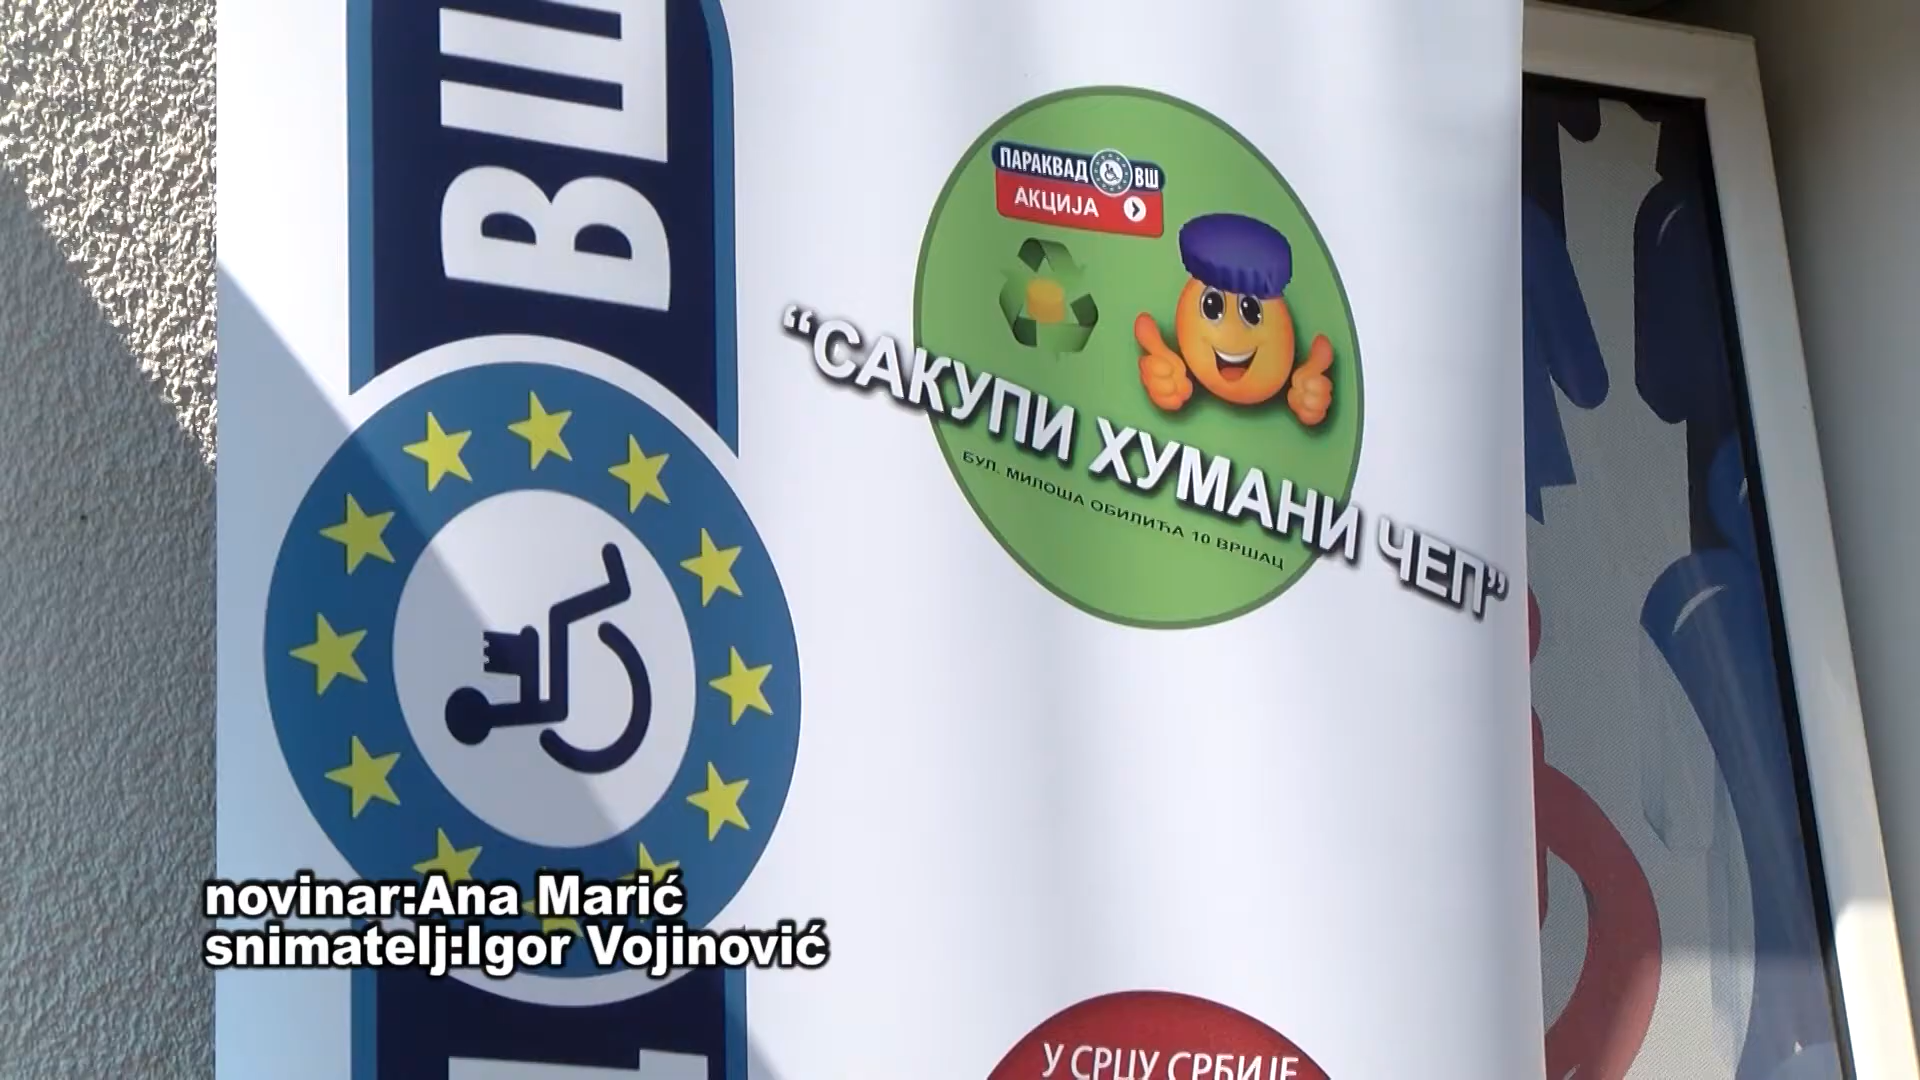 ВШ
ПАРАКВАД ВШ
АКЦИЈА
“САКУПИ ХУМАНИ ЧЕП”
БУЛ. МИЛОША ОБИЛИЋА 10 ВРШАЦ
novinar:Ana Marić
snimatelj:Igor Vojinović
У СРЦУ СРБИЈЕ